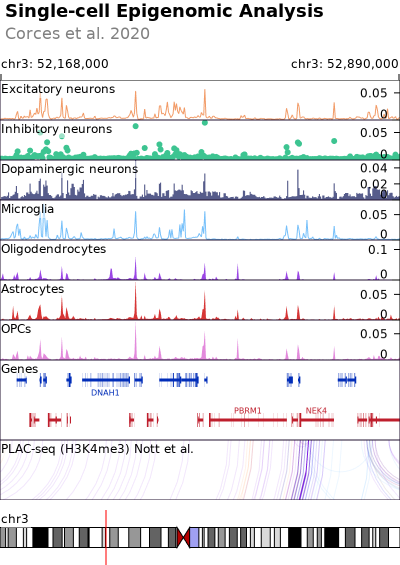 Single-cell Epigenomic Analysis
Corces et al. 2020
chr3: 52,168,000
chr3: 52,890,000
Excitatory neurons
0.05
0
Inhibitory neurons
0.05
0
Dopaminergic neurons
0.04
0.02
0
Microglia
0.05
0
Oligodendrocytes
0.1
0
Astrocytes
0.05
0
OPCs
0.05
0
Genes
DNAH1
PBRM1
NEK4
PLAC-seq (H3K4me3) Nott et al.
chr3